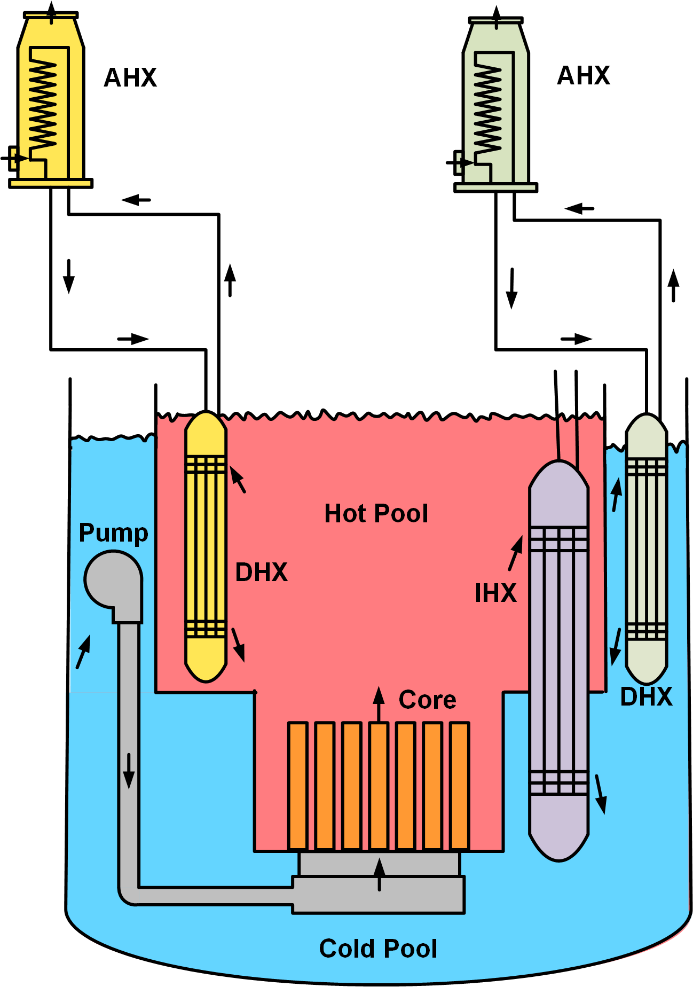 AHX
AHX
Hot Pool
Pump
DHX
IHX
Core
DHX
Cold Pool